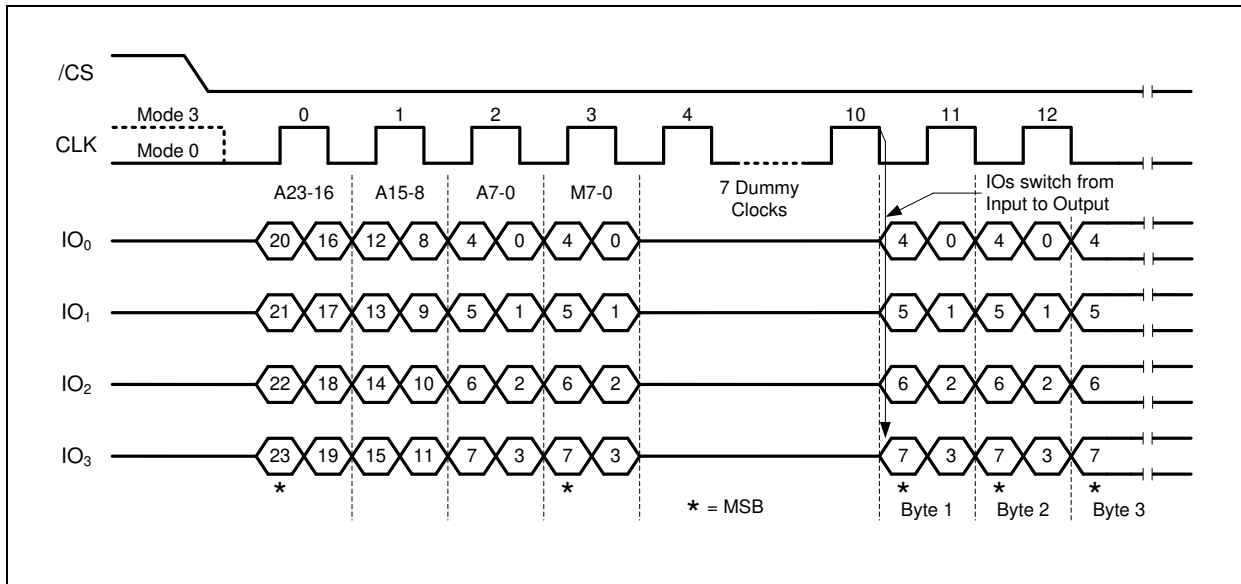 /CS
Mode 3 0 1 2 3 4 10 11 12
CLK
Mode 0
A23-16 A15-8 A7-0 M7-0 7 Dummy Clocks IOs switch from Input to Output
IO0 20 16 12 8 4 0 4 0 4 0 4 0 4
IO1 21 17 13 9 5 1 5 1 5 1 5 1 5
IO2 22 18 14 10 6 2 6 2 6 2 6 2 6
IO3 23 19 15 11 7 3 7 3 7 3 7 3 7
* * * * *
* = MSB Byte 1 Byte 2 Byte 3